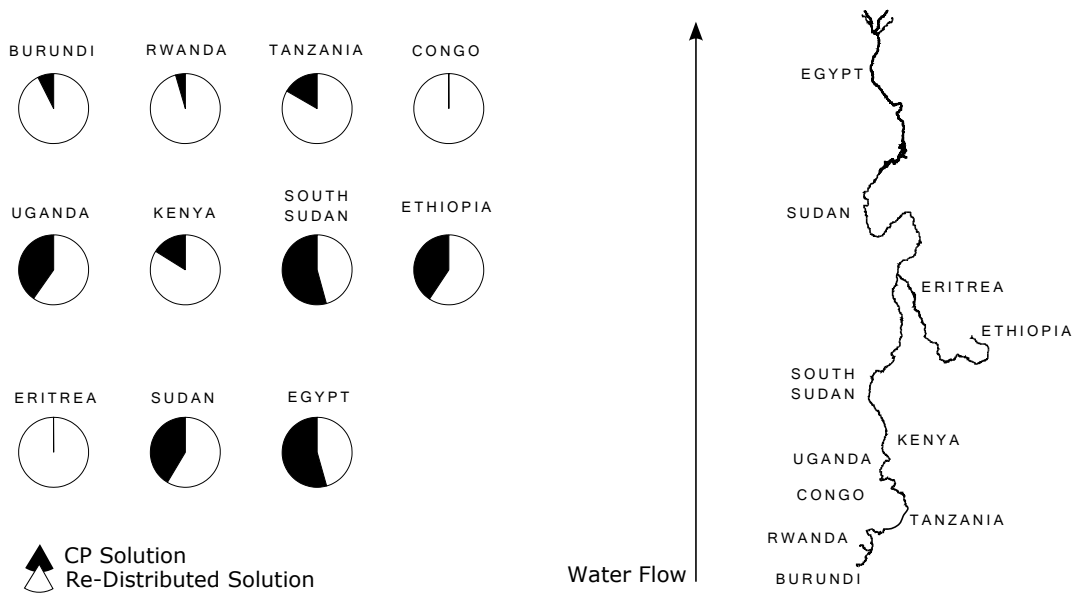 BURUNDI
RWANDA
TANZANIA
CONGO
UGANDA
KENYA
SOUTH
SUDAN
ETHIOPIA
ERITREA
SUDAN
EGYPT
CP Solution
Re-Distributed Solution
Water Flow
EGYPT
SUDAN
ERITREA
ETHIOPIA
SOUTH
SUDAN
KENYA
UGANDA
CONGO
TANZANIA
RWANDA
BURUNDI